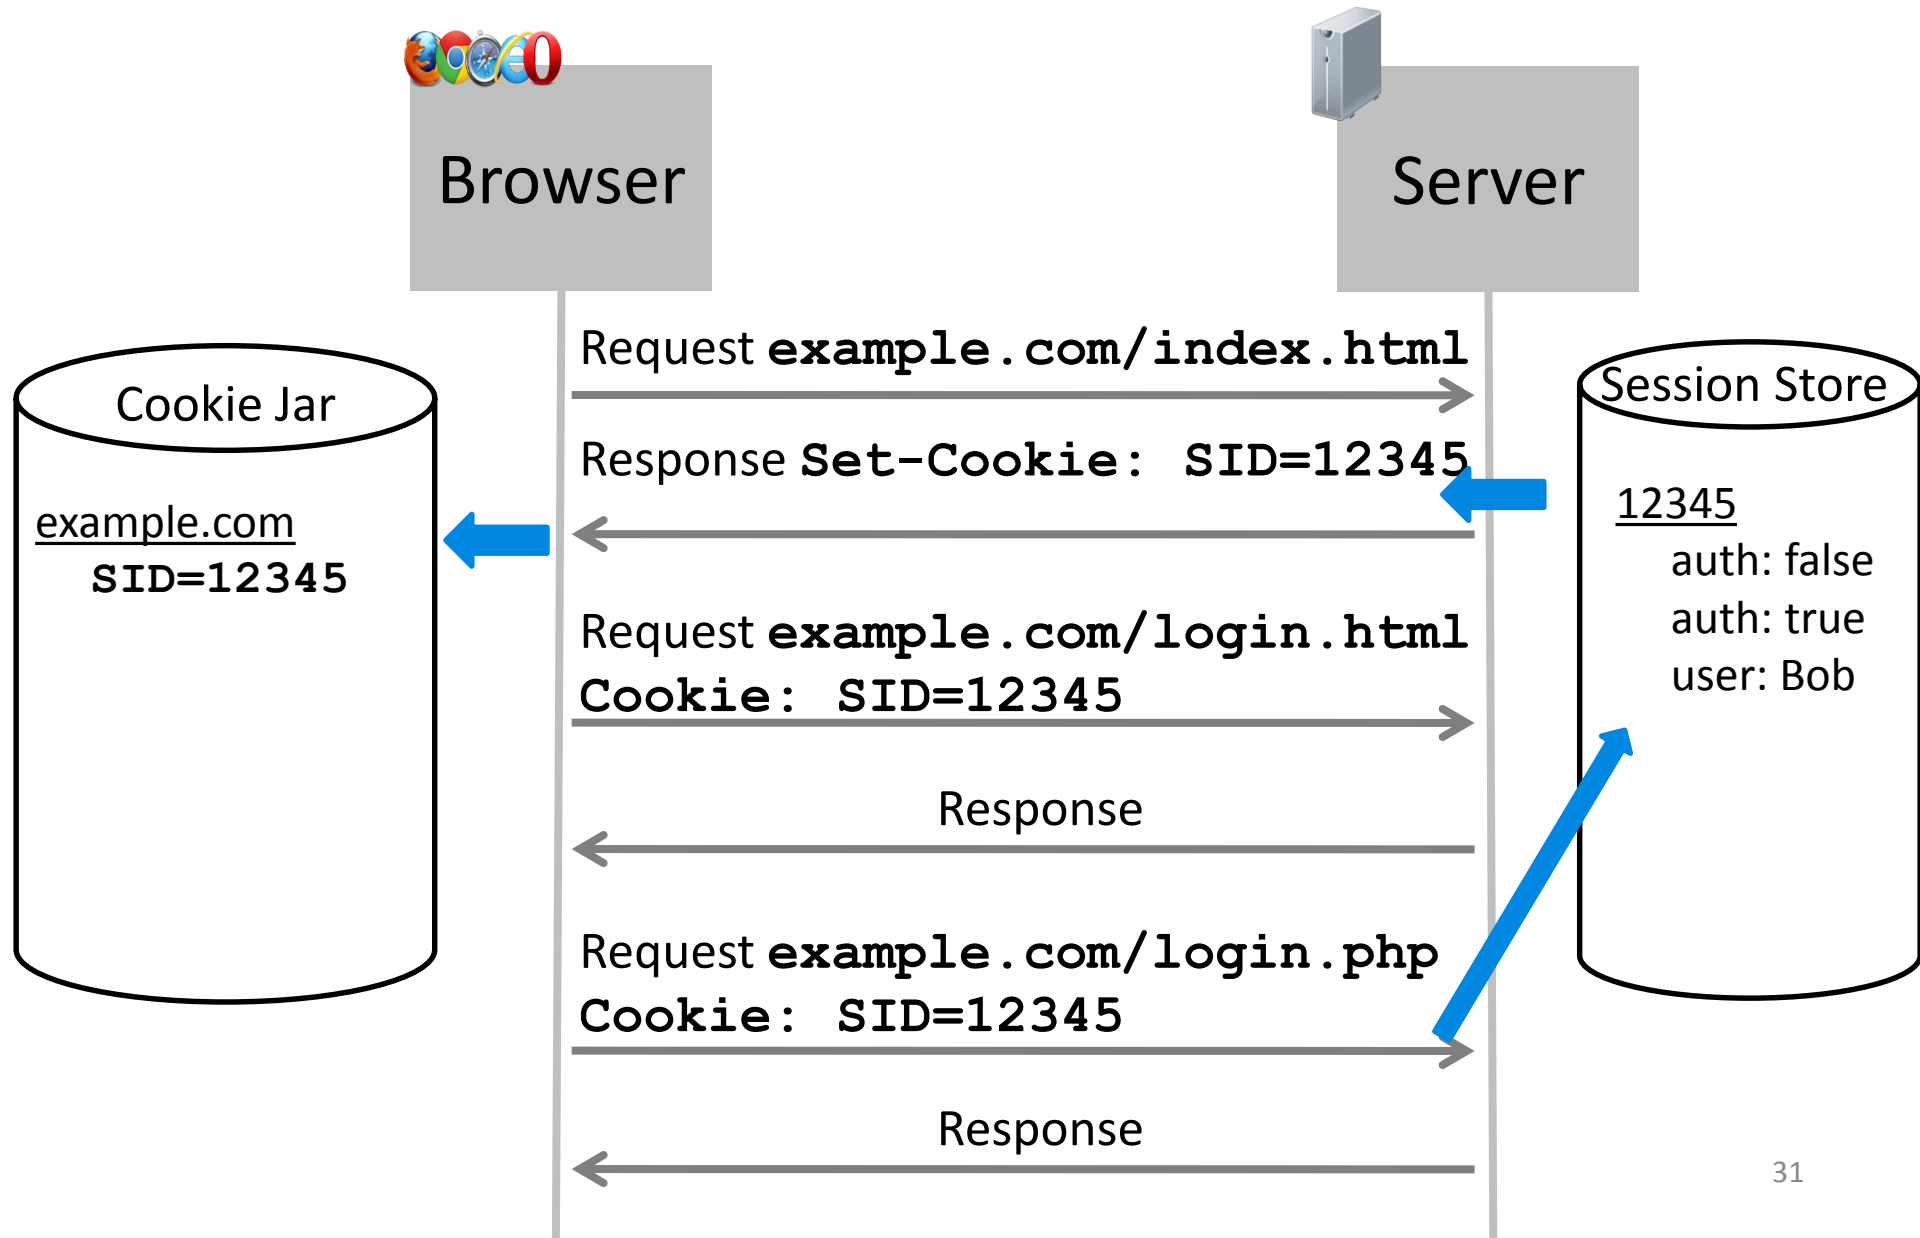 Browser
Server
Request example.com/index.html
Cookie Jar
Session Store
Response Set-Cookie: SID=12345
example.com
SID=12345
12345
auth: false
auth: true
user: Bob
Request example.com/login.html
Cookie: SID=12345
Response
Request example.com/login.php
Cookie: SID=12345
Response
31